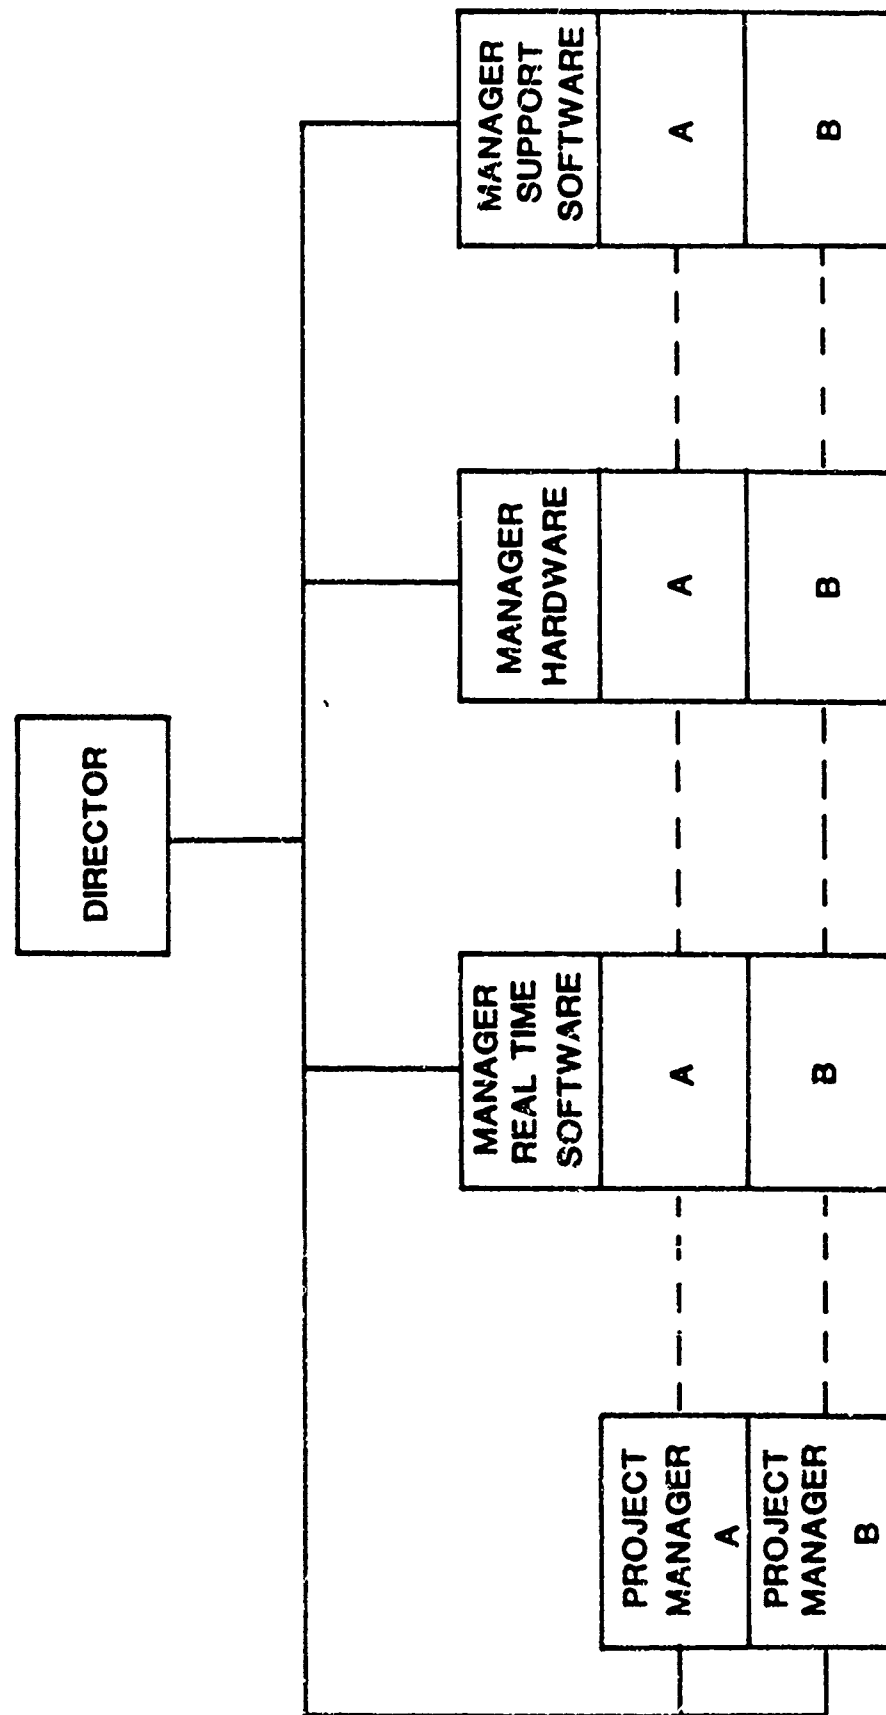 DIRECTOR
PROJECT
MANAGER
A
PROJECT
MANAGER
B
MANAGER
REAL TIME
SOFTWARE
A
B
MANAGER
HARDWARE
A
B
MANAGER
SUPPORT
SOFTWARE
A
B